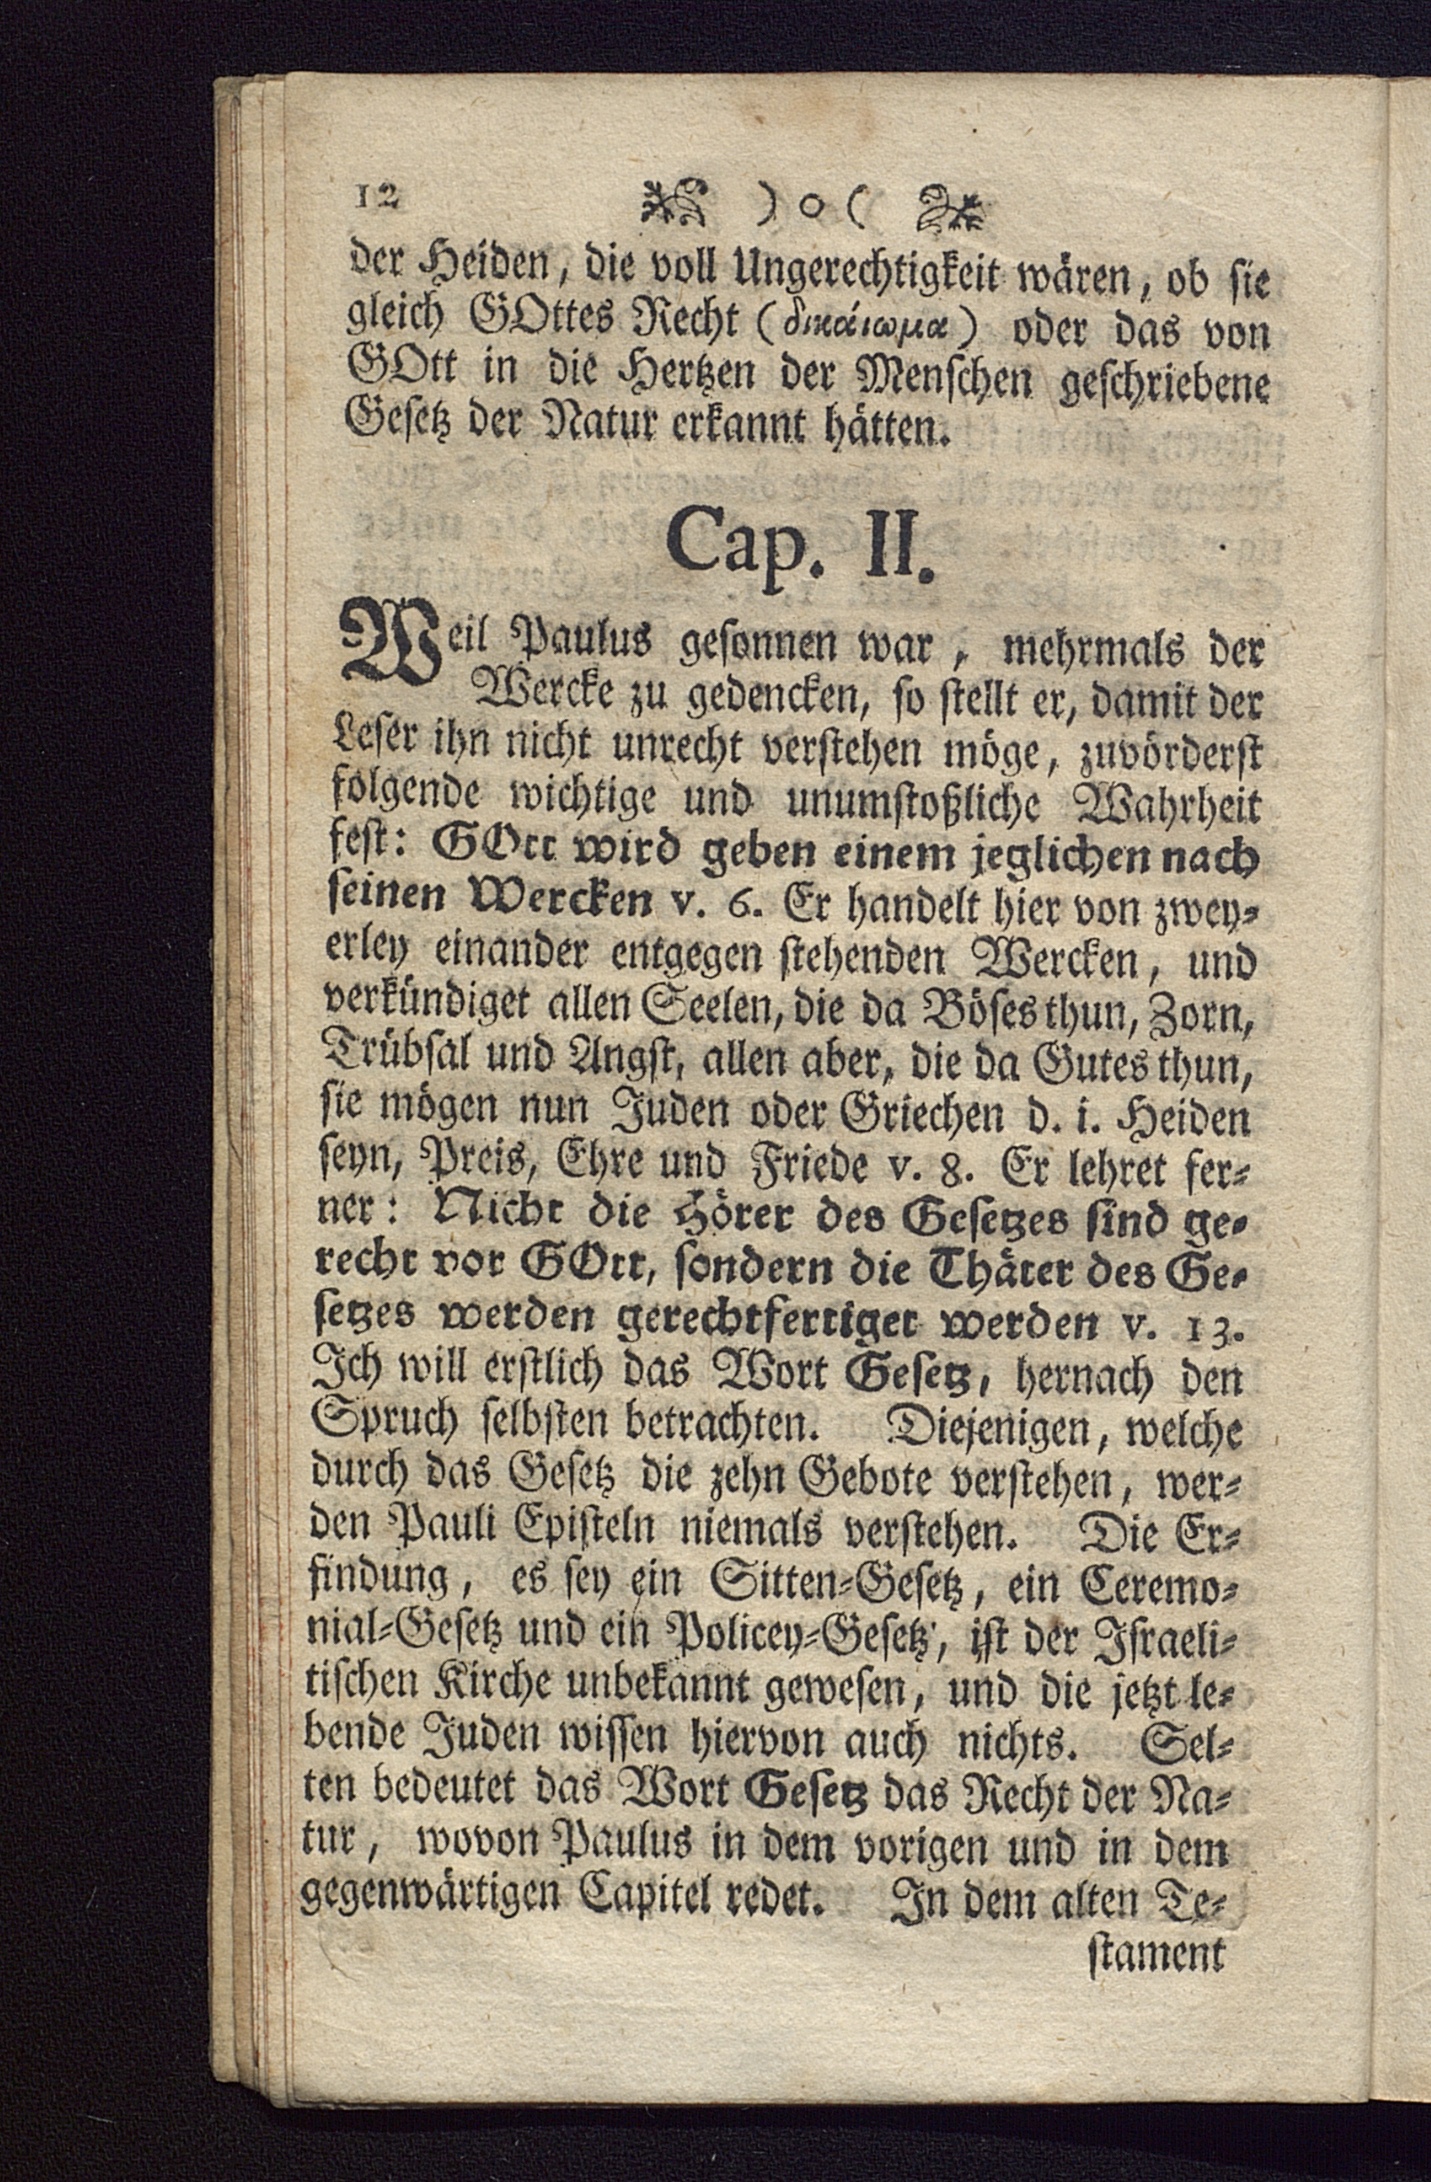 12 ) o (
der Heiden, die voll Ungerechtigkeit wären, ob sie
gleich GOttes Recht (δικάιωμα) oder das von
GOtt in die Hertzen der Menschen geschriebene
Gesetz der Natur erkannt hätten.
Cap. II.
Weil Paulus gesonnen war, mehrmals der
Wercke zu gedencken, so stellt er, damit der
Leser ihn nicht unrecht verstehen möge, zuvörderst
folgende wichtige und unumstoßliche Wahrheit
fest: GOtt wird geben einem jeglichen nach
seinen Wercken v. 6. Er handelt hier von zwey-
erley einander entgegen stehenden Wercken, und
verkündiget allen Seelen, die da Böses thun, Zorn,
Trübsal und Angst, allen aber, die da Gutes thun,
sie mögen nun Juden oder Griechen d. i. Heiden
seyn, Preis, Ehre und Friede v. 8. Er lehret fer-
ner: Nicht die Hörer des Gesetzes sind ge-
recht vor GOtt, sondern die Thäter des Ge-
setzes werden gerechtfertiget werden v. 13.
Ich will erstlich das Wort Gesetz, hernach den
Spruch selbsten betrachten. Diejenigen, welche
durch das Gesetz die zehn Gebote verstehen, wer-
den Pauli Episteln niemals verstehen. Die Er-
findung, es sey ein Sitten-Gesetz, ein Ceremo-
nial-Gesetz und ein Policey-Gesetz, ist der Israeli-
tischen Kirche unbekannt gewesen, und die jetzt le-
bende Juden wissen hiervon auch nichts. Sel-
ten bedeutet das Wort Gesetz das Recht der Na-
tur, wovon Paulus in dem vorigen und in dem
gegenwärtigen Capitel redet. In dem alten Te-
stament